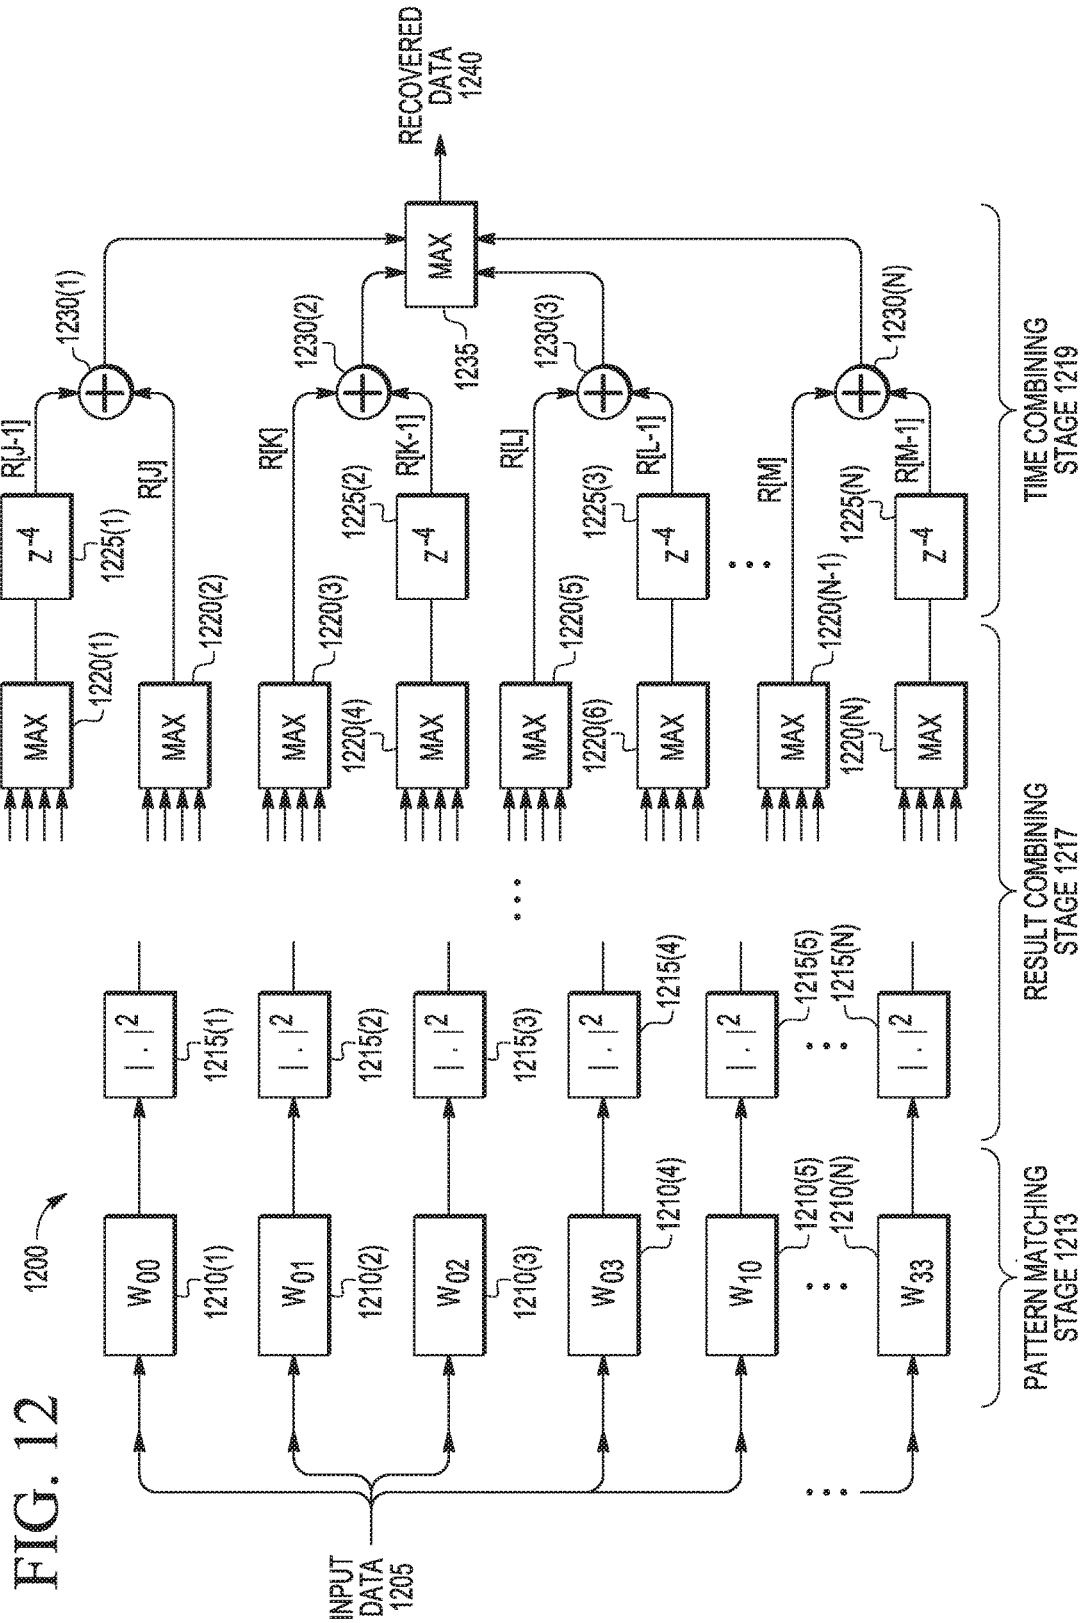 FIG. 12
1200
INPUT
DATA
1205
W00
1210(1)
W01
1210(2)
W02
1210(3)
W03
1210(4)
W10
1210(5)
1210(N)
W33
PATTERN MATCHING
STAGE 1213
| . |2
1215(1)
| . |2
1215(2)
| . |2
1215(3)
| . |2
1215(4)
| . |2
1215(5)
1215(N)
| . |2
MAX
1220(1)
MAX
1220(2)
MAX
1220(3)
1220(4)
MAX
MAX
1220(5)
1220(6)
MAX
MAX
1220(N-1)
1220(N)
MAX
RESULT COMBINING
STAGE 1217
Z-4
1225(1)
1225(2)
Z-4
1225(3)
Z-4
1225(N)
Z-4
R[J-1]
R[J]
R[K]
R[K-1]
R[L]
R[L-1]
R[M]
R[M-1]
1230(1)
1230(2)
1230(3)
1230(N)
MAX
1235
TIME COMBINING
STAGE 1219
RECOVERED
DATA
1240